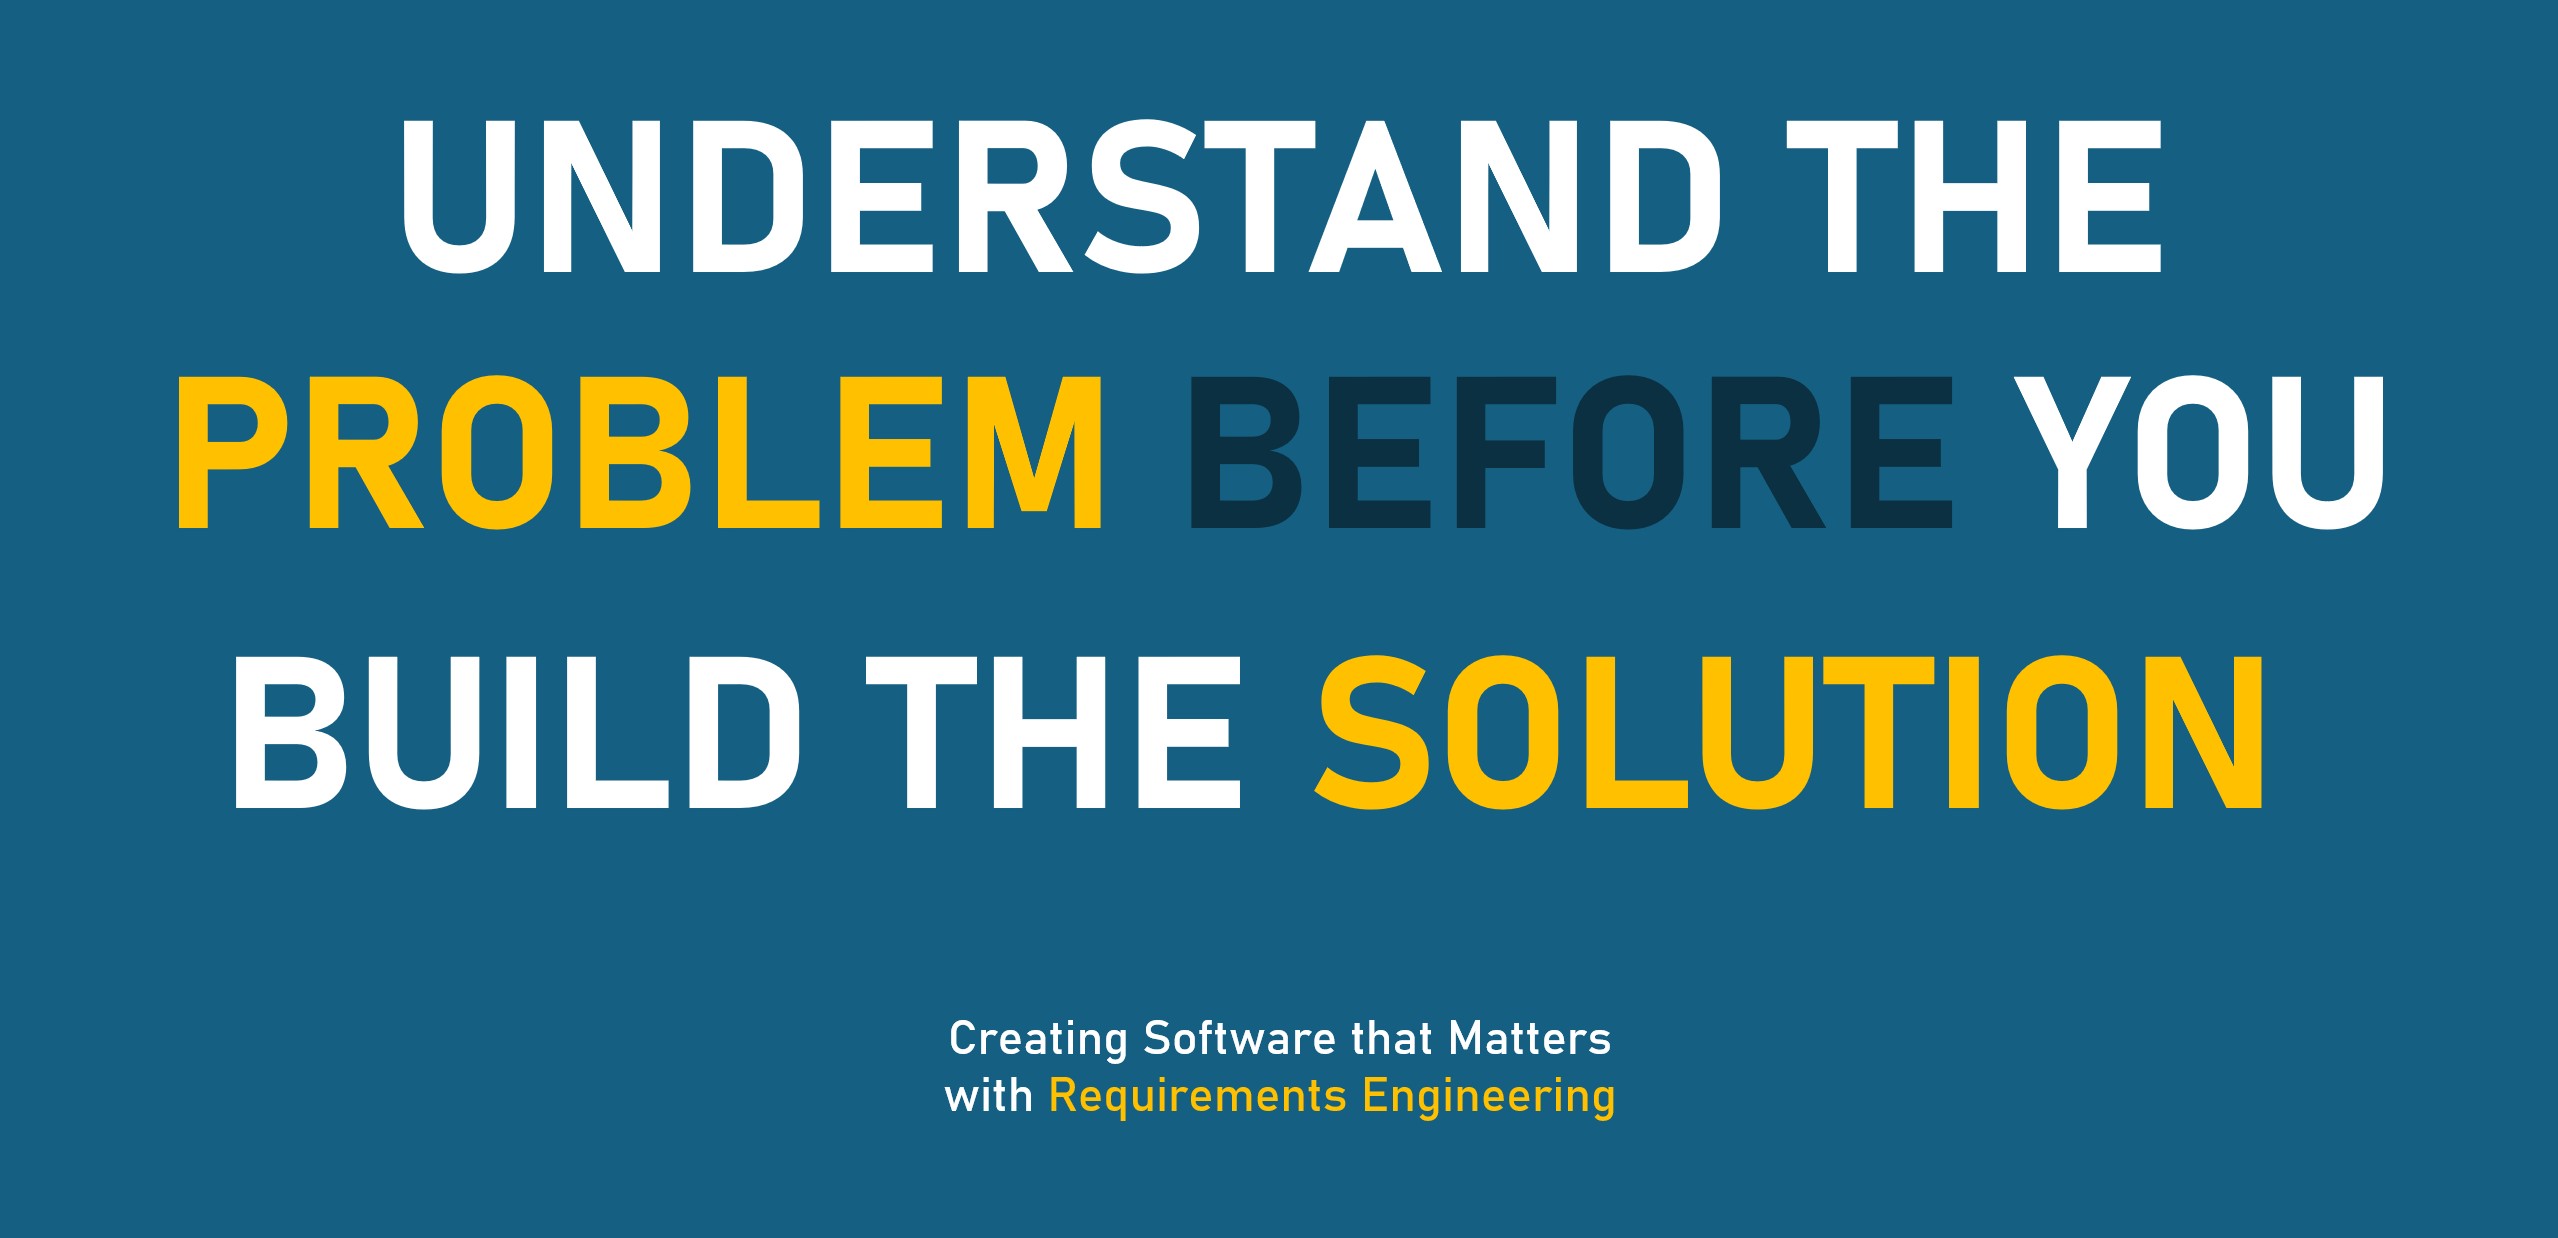 UNDERSTAND THE
PROBLEM BEFORE YOU
BUILD THE SOLUTION
Creating Software that Matters
with Requirements Engineering